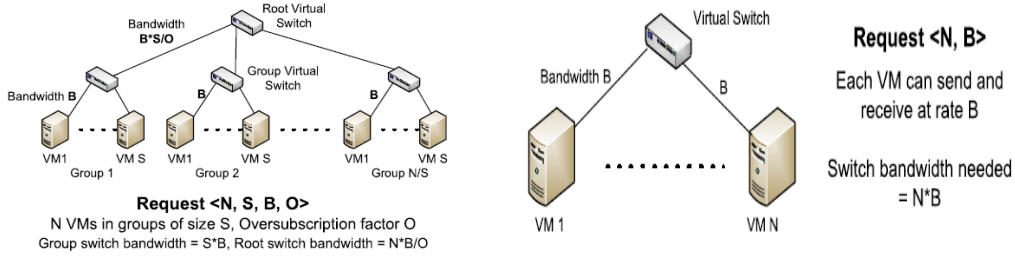 Root Virtual
Switch
Bandwidth
B*S/O
Group Virtual
Switch
Bandwidth B
B
B
VM1
VM S
VM1
VM S
VM1
VM S
Group 1
Group 2
Group N/S
Request <N, S, B, O>
N VMs in groups of size S, Oversubscription factor O
Group switch bandwidth = S*B, Root switch bandwidth = N*B/O
Virtual Switch
Bandwidth B
B
VM 1
VM N
Request <N, B>
Each VM can send and
receive at rate B
Switch bandwidth needed
= N*B